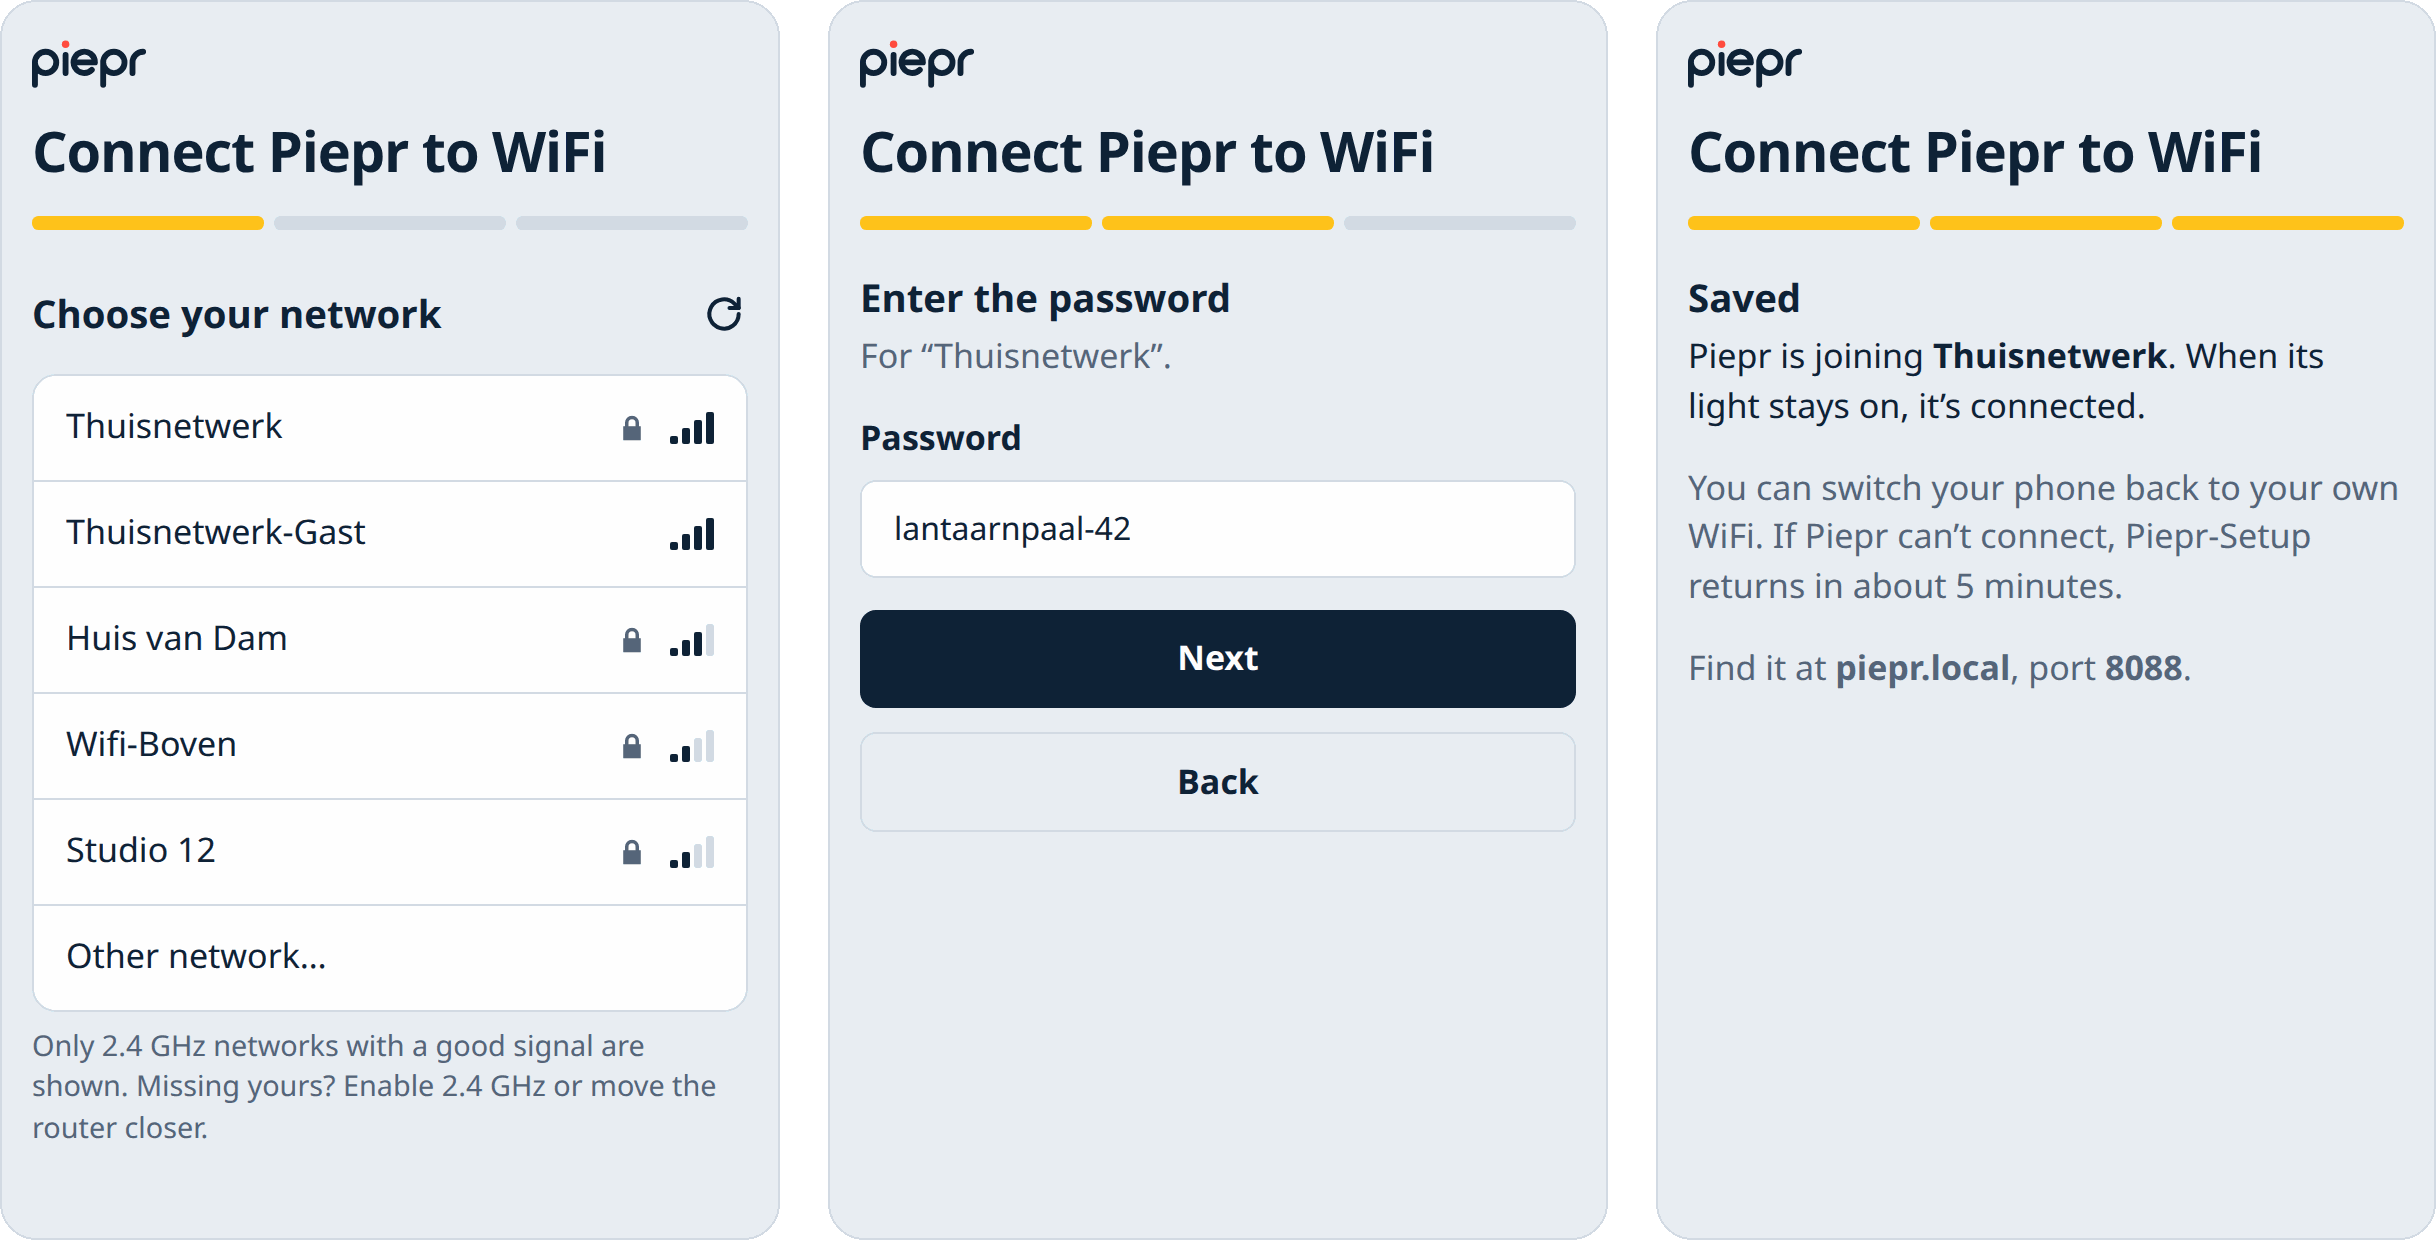 piepr
Connect Piepr to WiFi
Choose your network
Thuisnetwerk
Thuisnetwerk-Gast
Huis van Dam
Wifi-Boven
Studio 12
Other network...
Only 2.4 GHz networks with a good signal are
shown. Missing yours? Enable 2.4 GHz or move the
router closer.
piepr
Connect Piepr to WiFi
Enter the password
For “Thuisnetwerk”.
Password
lantaarnpaal-42
Next
Back
piepr
Connect Piepr to WiFi
Saved
Piepr is joining Thuisnetwerk. When its
light stays on, it’s connected.
You can switch your phone back to your own
WiFi. If Piepr can’t connect, Piepr-Setup
returns in about 5 minutes.
Find it at piepr.local, port 8088.